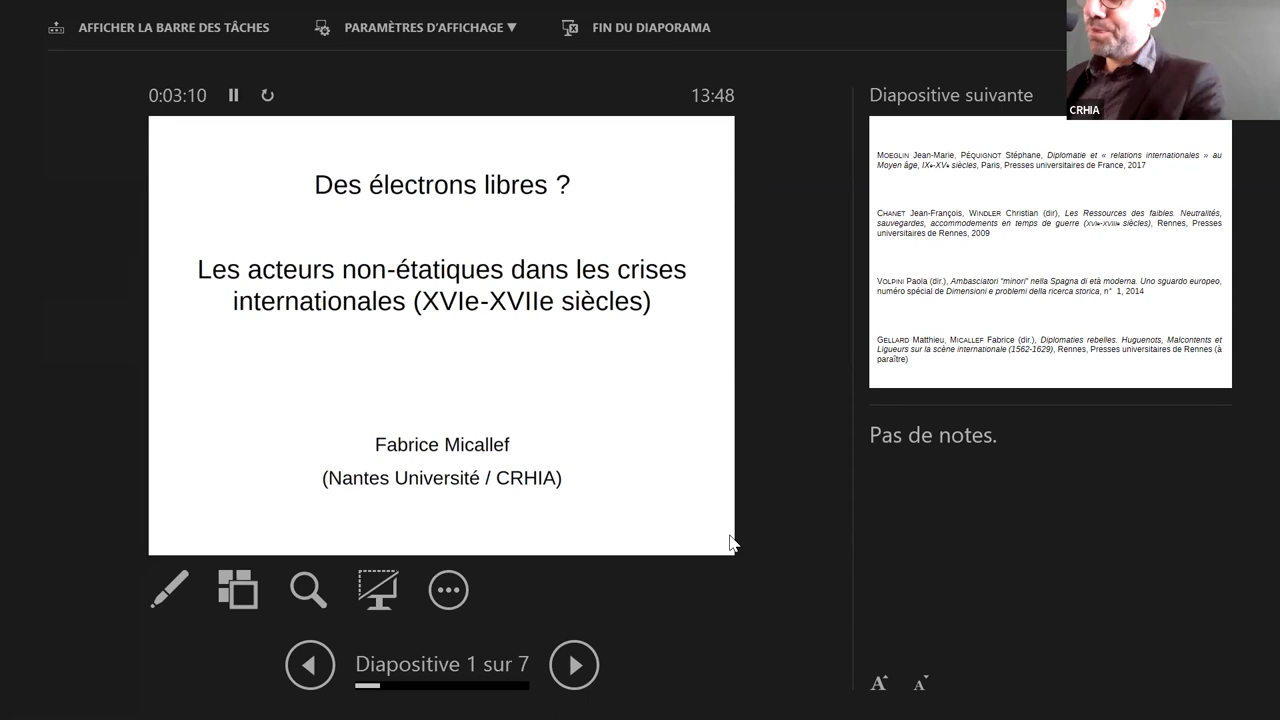 AFFICHER LA BARRE DES TÂCHES
PARAMÈTRES D'AFFICHAGE ▼
FIN DU DIAPORAMA
CRHIA
0:03:10
13:48
Des électrons libres ?
Les acteurs non-étatiques dans les crises
internationales (XVIe-XVIIe siècles)
Fabrice Micallef
(Nantes Université / CRHIA)
Diapositive 1 sur 7
Diapositive suivante
MOEGLIN Jean-Marie, PÉQUIGNOT Stéphane, Diplomatie et « relations internationales » au
Moyen âge, IXe-XVe siècles, Paris, Presses universitaires de France, 2017
CHANET Jean-François, WINDLER Christian (dir), Les Ressources des faibles. Neutralités,
sauvegardes, accommodements en temps de guerre (XVIe-XVIIIe siècles), Rennes, Presses
universitaires de Rennes, 2009
VOLPINI Paola (dir.), Ambasciatori "minori" nella Spagna di età moderna. Uno sguardo europeo,
numéro spécial de Dimensioni e problemi della ricerca storica, n° 1, 2014
GELLARD Matthieu, MICALLEF Fabrice (dir.), Diplomaties rebelles. Huguenots, Malcontents et
Ligueurs sur la scène internationale (1562-1629), Rennes, Presses universitaires de Rennes (à
paraître)
Pas de notes.
A A